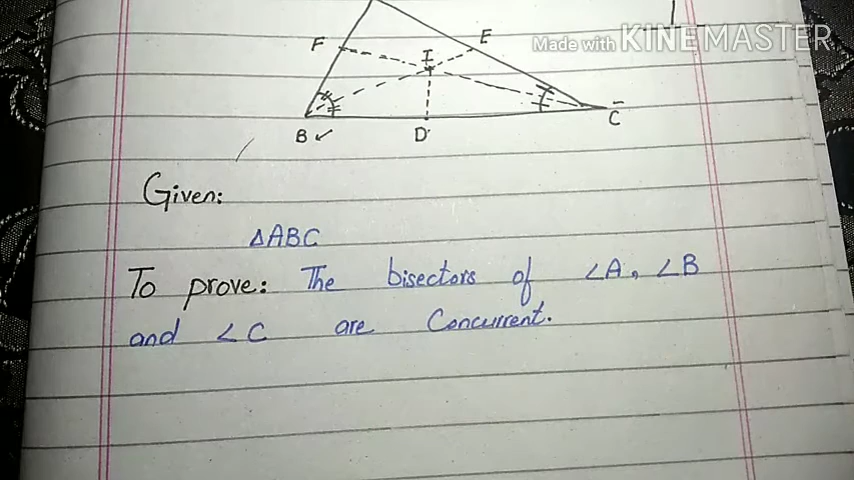 Made with KINEMASTER
F
E
I
B ✓
D
C
Given:
ΔABC
To prove: The bisectors of ∠A, ∠B
and ∠C are Concurrent.